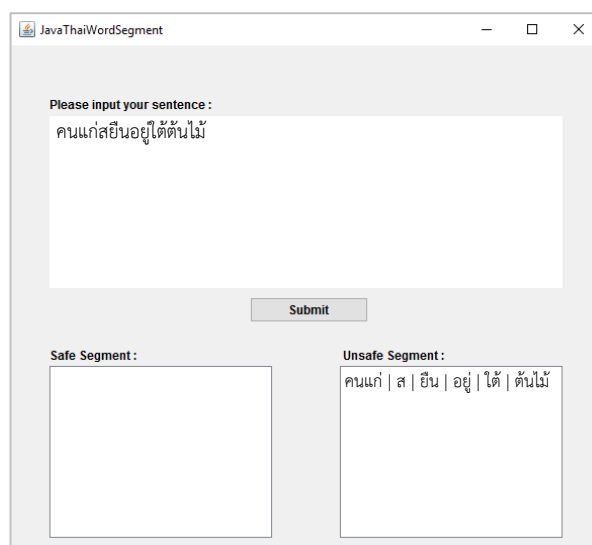 JavaThaiWordSegment
Please input your sentence :
คนแก่สยืนอยู่ใต้ต้นไม้
Submit
Safe Segment :
Unsafe Segment :
คนแก่ | ส | ยืน | อยู่ | ใต้ | ต้นไม้